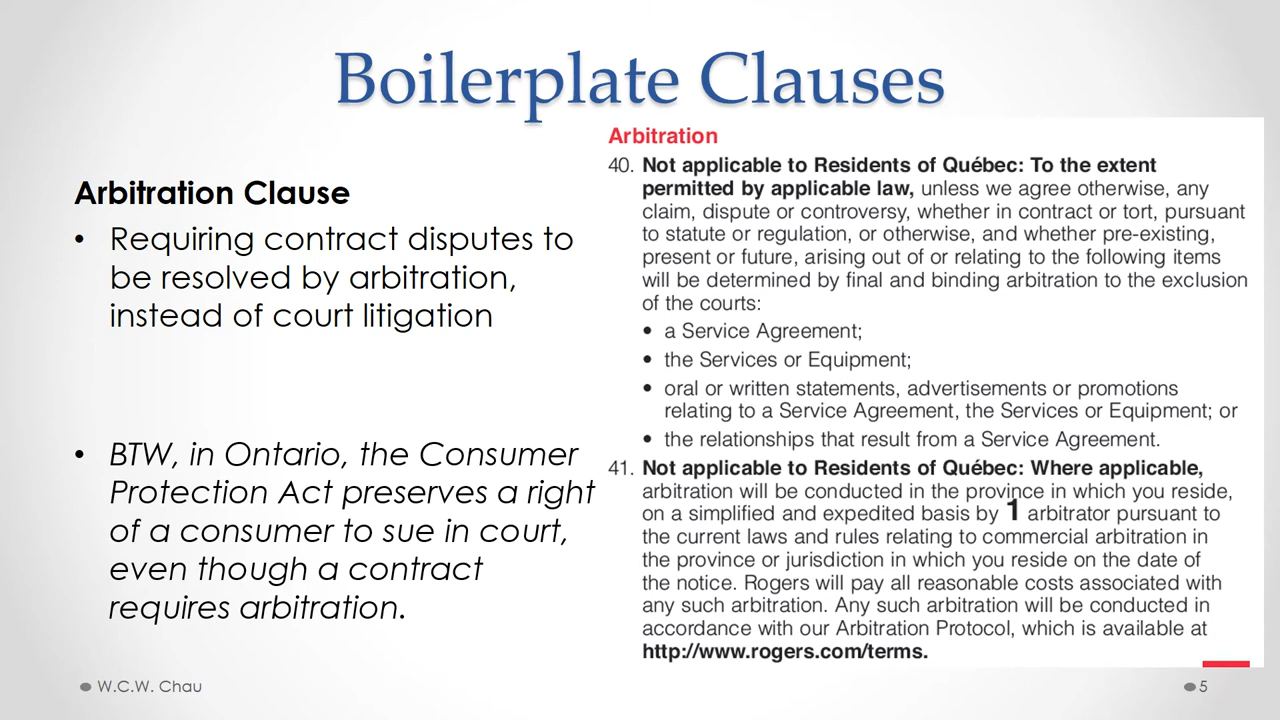 Boilerplate Clauses
Arbitration Clause
• Requiring contract disputes to
be resolved by arbitration,
instead of court litigation
• BTW, in Ontario, the Consumer
Protection Act preserves a right
of a consumer to sue in court,
even though a contract
requires arbitration.
Arbitration
40. Not applicable to Residents of Québec: To the extent
permitted by applicable law, unless we agree otherwise, any
claim, dispute or controversy, whether in contract or tort, pursuant
to statute or regulation, or otherwise, and whether pre-existing,
present or future, arising out of or relating to the following items
will be determined by final and binding arbitration to the exclusion
of the courts:
• a Service Agreement;
• the Services or Equipment;
• oral or written statements, advertisements or promotions
relating to a Service Agreement, the Services or Equipment; or
• the relationships that result from a Service Agreement.
41. Not applicable to Residents of Québec: Where applicable,
arbitration will be conducted in the province in which you reside,
on a simplified and expedited basis by 1 arbitrator pursuant to
the current laws and rules relating to commercial arbitration in
the province or jurisdiction in which you reside on the date of
the notice. Rogers will pay all reasonable costs associated with
any such arbitration. Any such arbitration will be conducted in
accordance with our Arbitration Protocol, which is available at
http://www.rogers.com/terms.
W.C.W. Chau
5